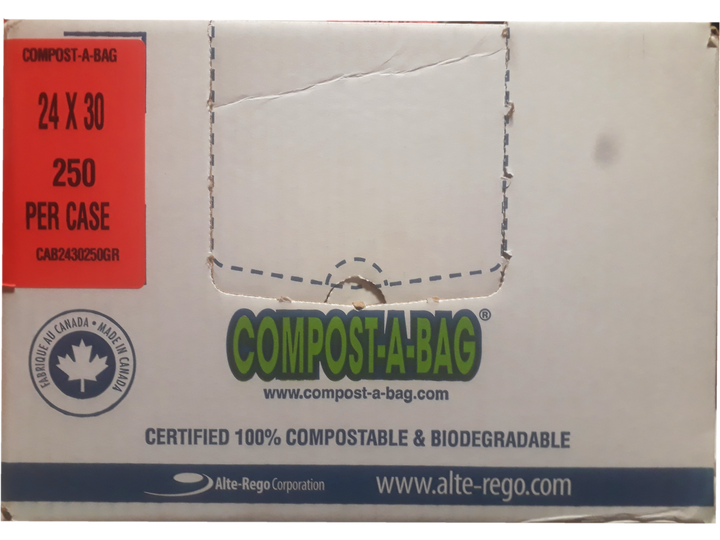 COMPOST-A-BAG
24 X 30
250
PER CASE
CAB2430250GR
FABRIQUE AU CANADA • MADE IN CANADA
COMPOST-A-BAG®
www.compost-a-bag.com
CERTIFIED 100% COMPOSTABLE & BIODEGRADABLE
Alte-Rego Corporation www.alte-rego.com